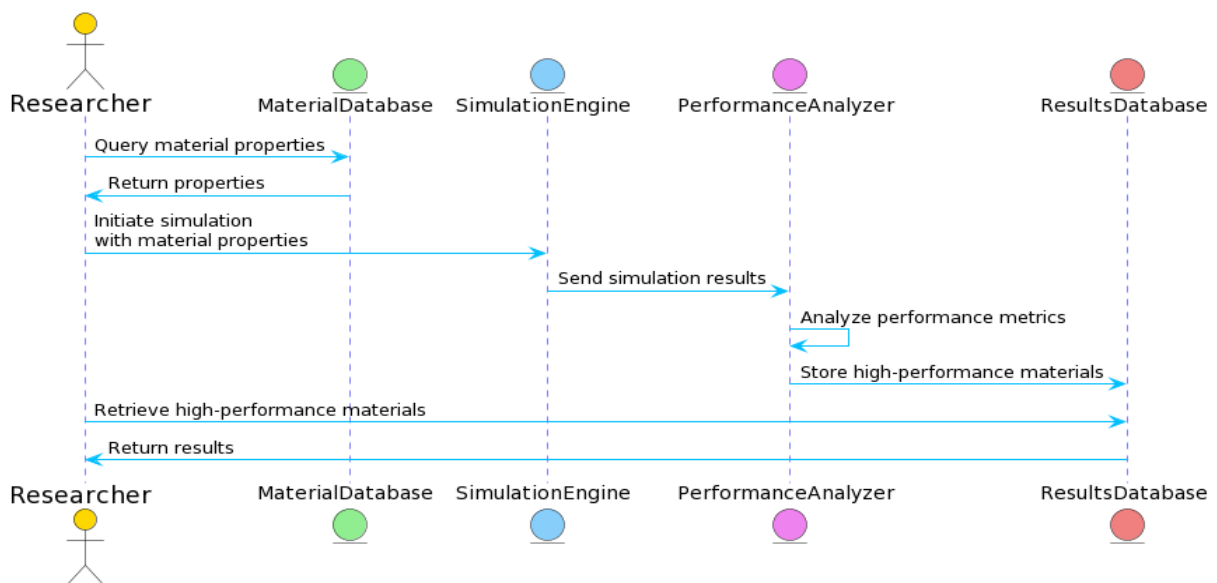 Researcher
MaterialDatabase
SimulationEngine
PerformanceAnalyzer
ResultsDatabase
Query material properties
Return properties
Initiate simulation
with material properties
Send simulation results
Analyze performance metrics
Store high-performance materials
Retrieve high-performance materials
Return results
Researcher
MaterialDatabase
SimulationEngine
PerformanceAnalyzer
ResultsDatabase